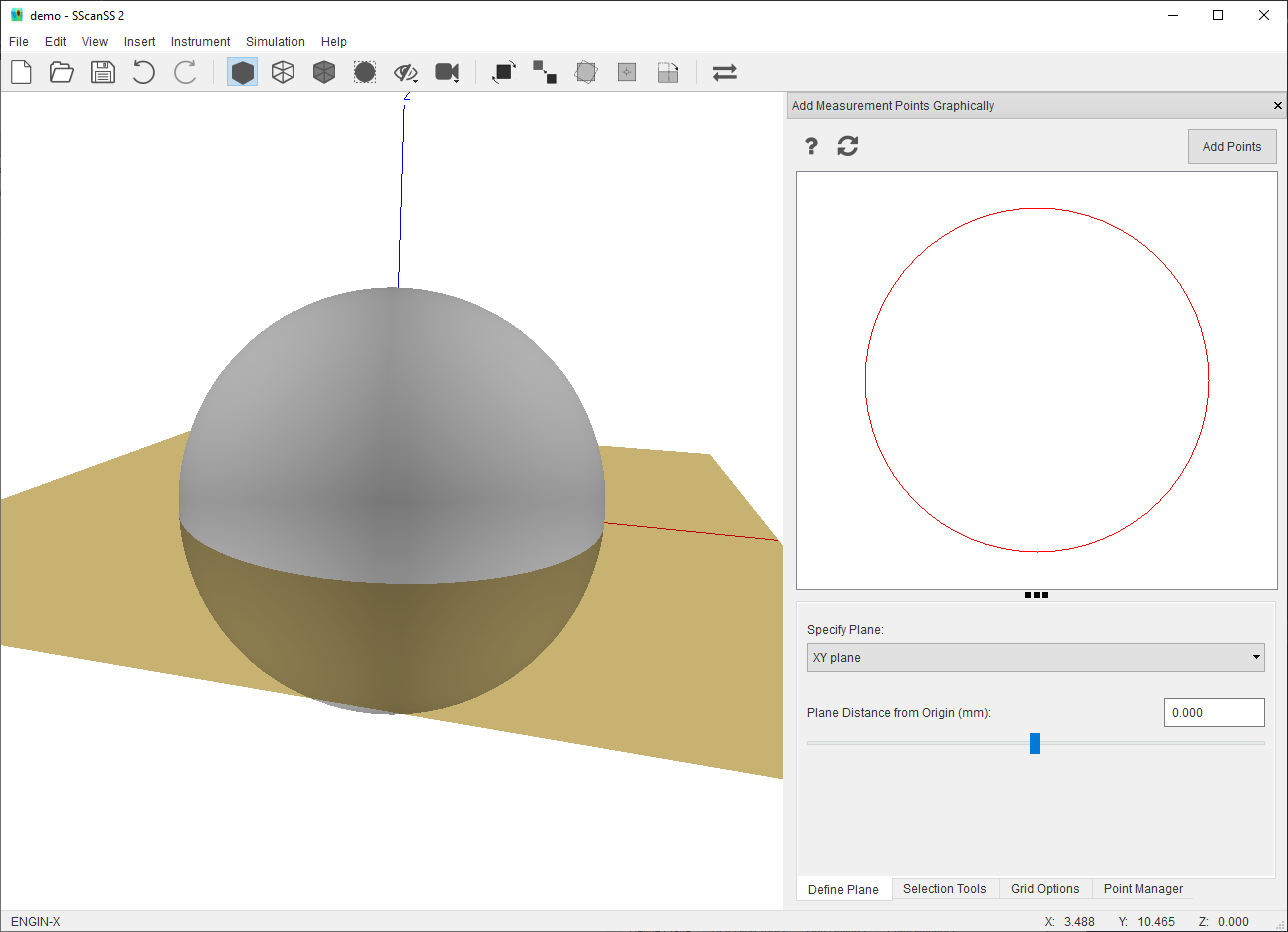 demo - SScanSS 2
File Edit View Insert Instrument Simulation Help
Z
Add Measurement Points Graphically
? Add Points
Specify Plane:
XY plane
Plane Distance from Origin (mm): 0.000
Define Plane Selection Tools Grid Options Point Manager
ENGIN-X X: 3.488 Y: 10.465 Z: 0.000